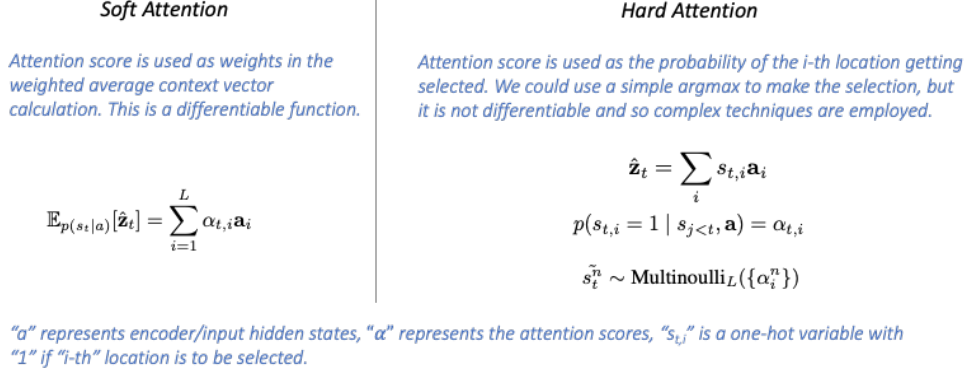 Soft Attention
Attention score is used as weights in the
weighted average context vector
calculation. This is a differentiable function.
𝔼_{p(s_t|a)}[ẑ_t] = ∑_{i=1}^{L} α_{t,i}a_i
Hard Attention
Attention score is used as the probability of the i-th location getting
selected. We could use a simple argmax to make the selection, but
it is not differentiable and so complex techniques are employed.
ẑ_t = ∑_i s_{t,i}a_i
p(s_{t,i} = 1 | s_{j<t}, a) = α_{t,i}
s̃_t^n ∼ Multinoulli_L({α_i^n})
“a” represents encoder/input hidden states, “α” represents the attention scores, “s_{t,i}” is a one-hot variable with
“1” if “i-th” location is to be selected.